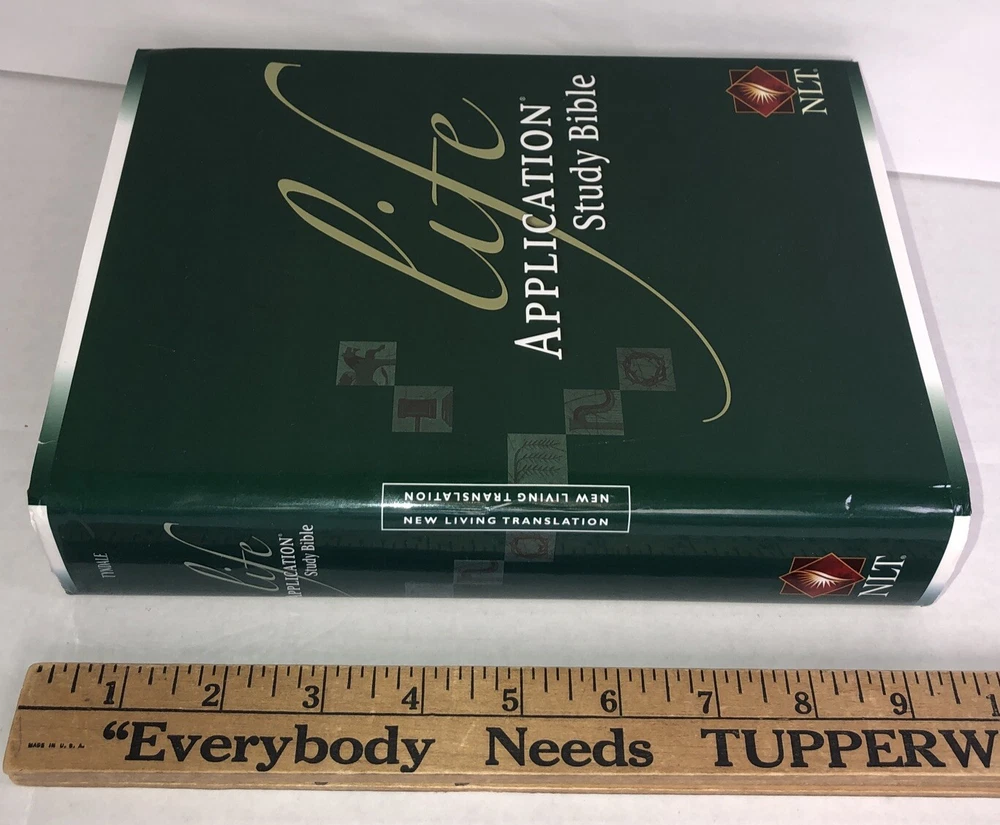 life
APPLICATION®
Study Bible
NLT®
NEW LIVING TRANSLATION
NEW LIVING TRANSLATION
TYNDALE
life
APPLICATION®
Study Bible
NLT®
1 2 3 4 5 6 7 8 9 1
MADE IN U.S.A.
“Everybody Needs TUPPERW